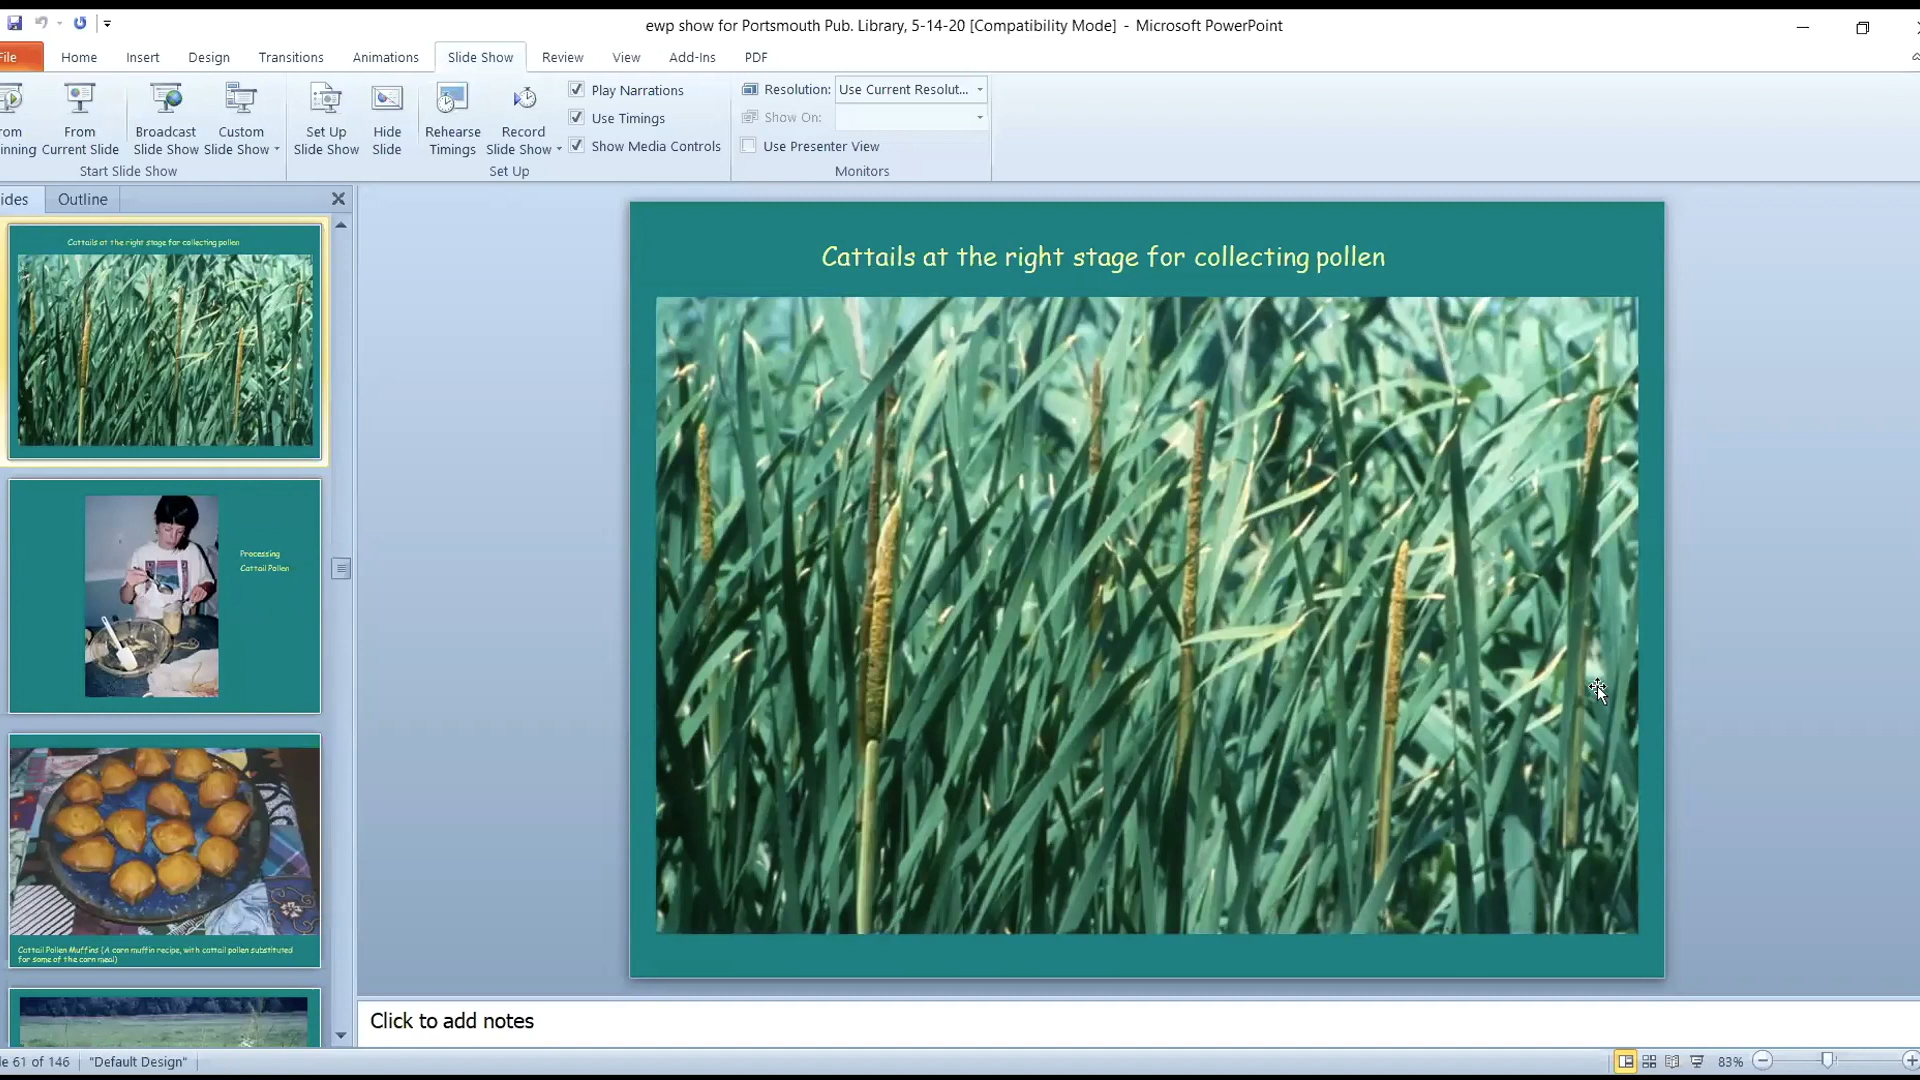 ewp show for Portsmouth Pub. Library, 5-14-20 [Compatibility Mode] - Microsoft PowerPoint
File Home Insert Design Transitions Animations Slide Show Review View Add-Ins PDF
From Current Slide
Broadcast Slide Show
Custom Slide Show
Set Up Slide Show
Hide Slide
Rehearse Timings
Record Slide Show
Play Narrations
Use Timings
Show Media Controls
Resolution: Use Current Resolut...
Show On:
Use Presenter View
Start Slide Show
Set Up
Monitors
Outline
Cattails at the right stage for collecting pollen
Processing
Cattail Pollen
Cattail Pollen Muffins (A corn muffin recipe, with cattail pollen substituted
for some of the corn meal)
Cattails at the right stage for collecting pollen
Click to add notes
61 of 146 "Default Design" 83%